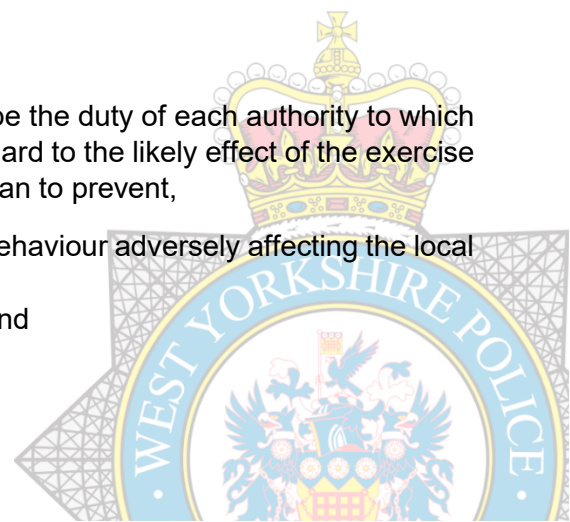 be the duty of each authority to which
ard to the likely effect of the exercise
an to prevent,
ehaviour adversely affecting the local
nd
WEST YORKSHIRE POLICE